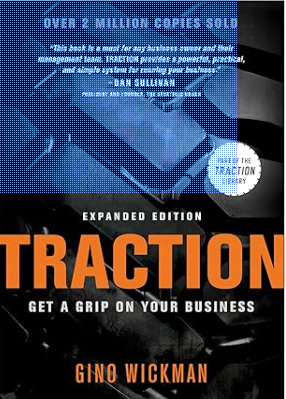 OVER 2 MILLION COPIES SOLD
"This book is a must for any business owner and their
management team. TRACTION provides a powerful, practical,
and simple system for running your business."
—DAN SULLIVAN
PRESIDENT AND FOUNDER, THE STRATEGIC COACH
PART OF THE
TRACTION
LIBRARY
EXPANDED EDITION
TRACTION
GET A GRIP ON YOUR BUSINESS
GINO WICKMAN